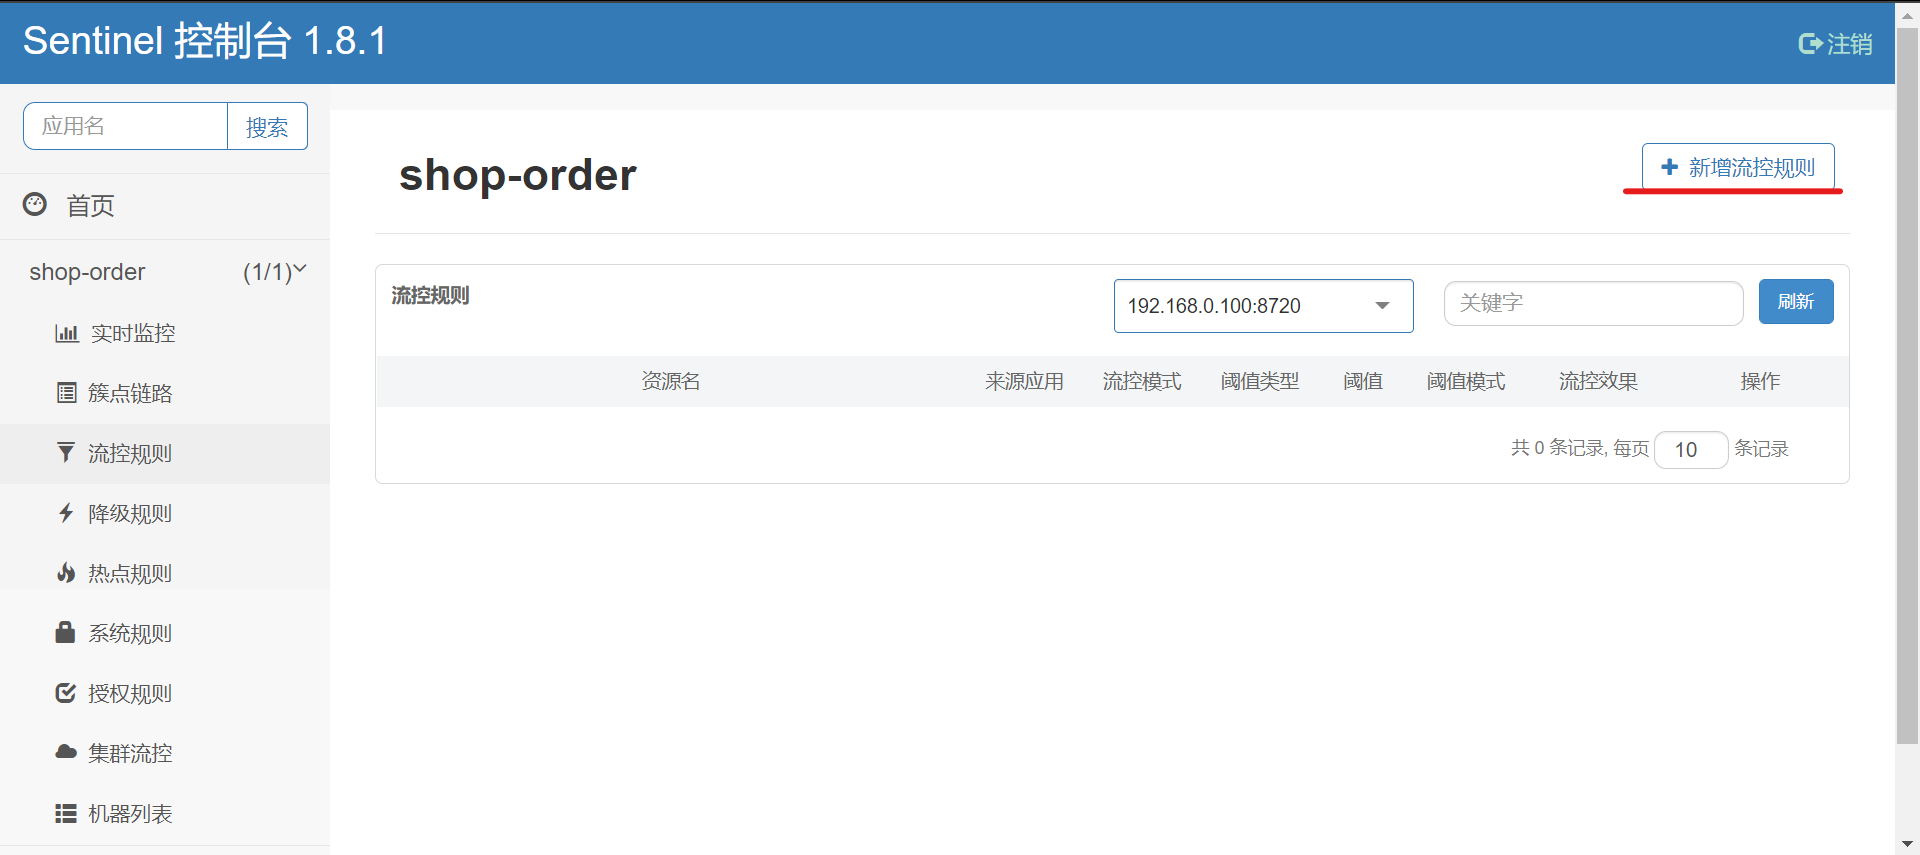 Sentinel 控制台 1.8.1
注销
应用名
搜索
首页
shop-order (1/1)
实时监控
簇点链路
流控规则
降级规则
热点规则
系统规则
授权规则
集群流控
机器列表
shop-order
新增流控规则
流控规则
192.168.0.100:8720
关键字
刷新
资源名 来源应用 流控模式 阈值类型 阈值 阈值模式 流控效果 操作
共 0 条记录, 每页 10 条记录